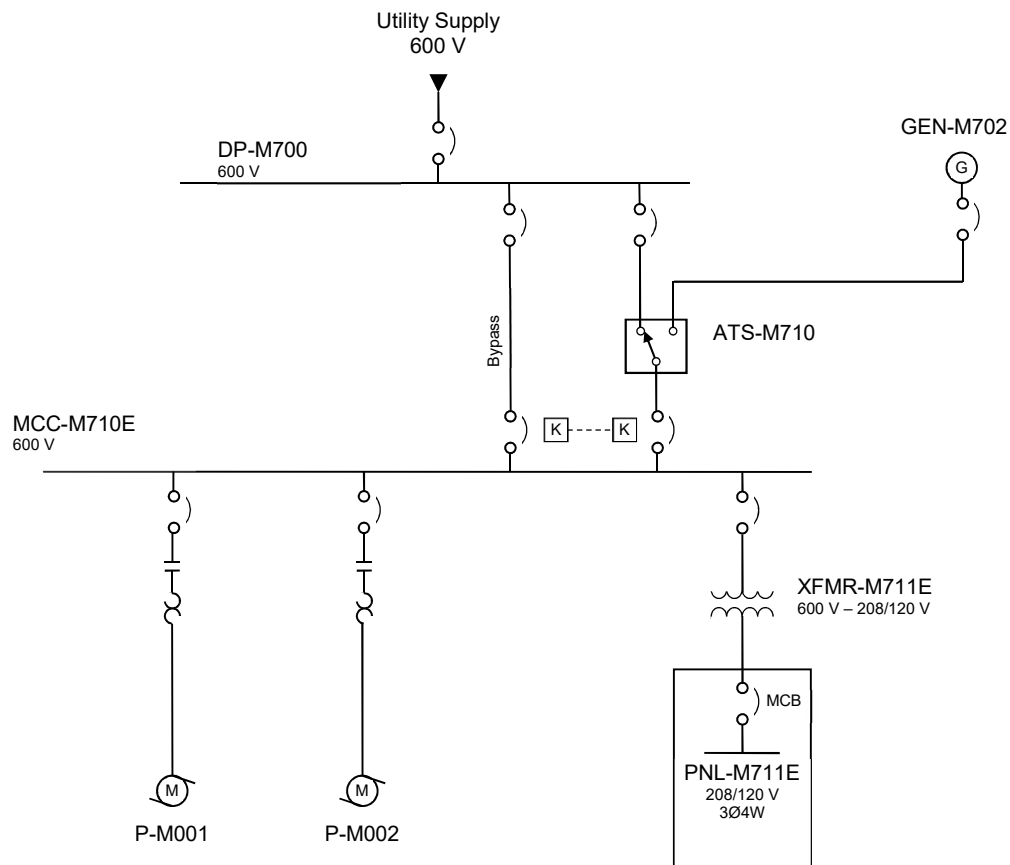 Utility Supply
600 V
GEN-M702
DP-M700
600 V
G
Bypass
ATS-M710
MCC-M710E
600 V
K
K
XFMR-M711E
600 V – 208/120 V
MCB
PNL-M711E
208/120 V
3Ø4W
M
M
P-M001
P-M002